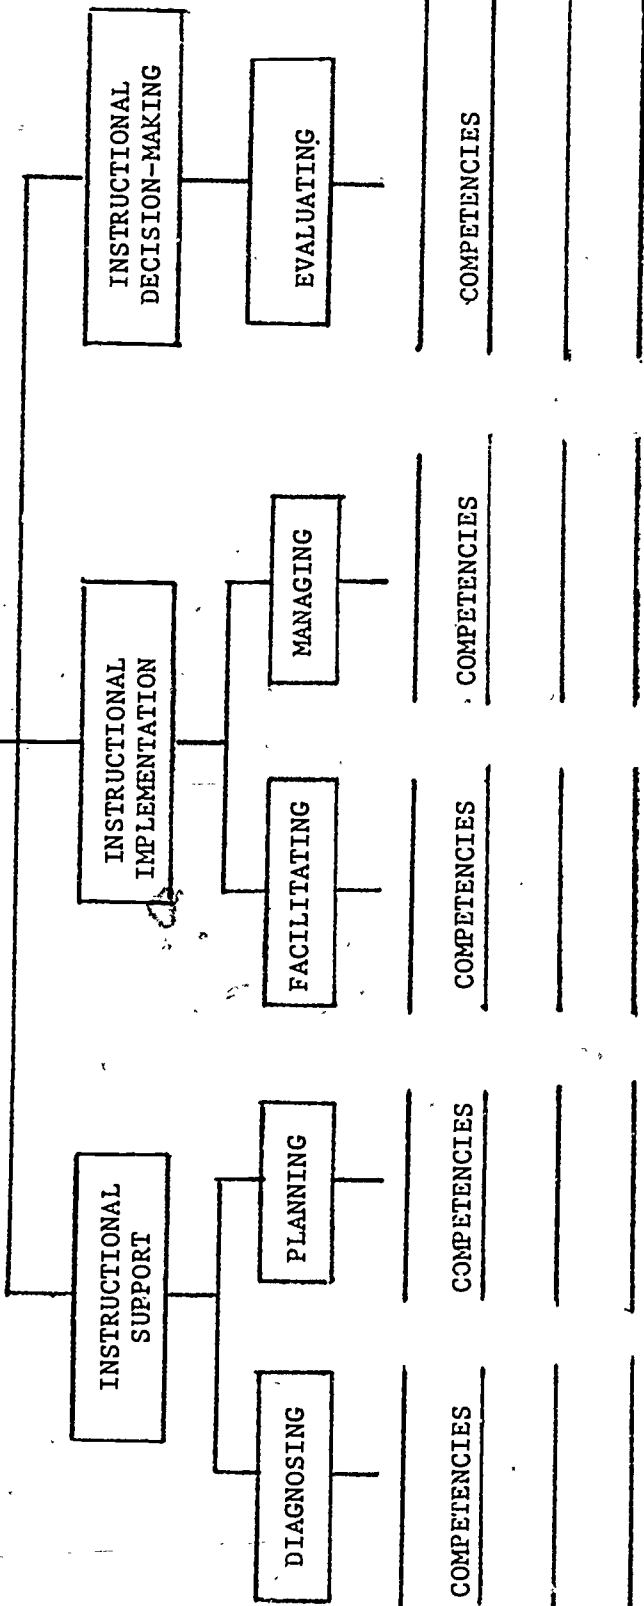 INSTRUCTIONAL
SUPPORT
INSTRUCTIONAL
IMPLEMENTATION
INSTRUCTIONAL
DECISION-MAKING
DIAGNOSING
PLANNING
FACILITATING
MANAGING
EVALUATING
COMPETENCIES
COMPETENCIES
COMPETENCIES
COMPETENCIES
COMPETENCIES